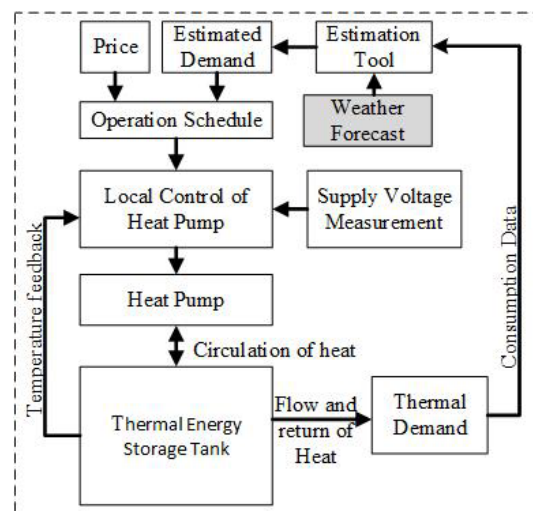 Price
Estimated
Demand
Estimation
Tool
Weather
Forecast
Operation Schedule
Local Control of
Heat Pump
Supply Voltage
Measurement
Heat Pump
Circulation of heat
Temperature feedback
Consumption Data
Thermal Energy
Storage Tank
Flow and
return of
Heat
Thermal
Demand